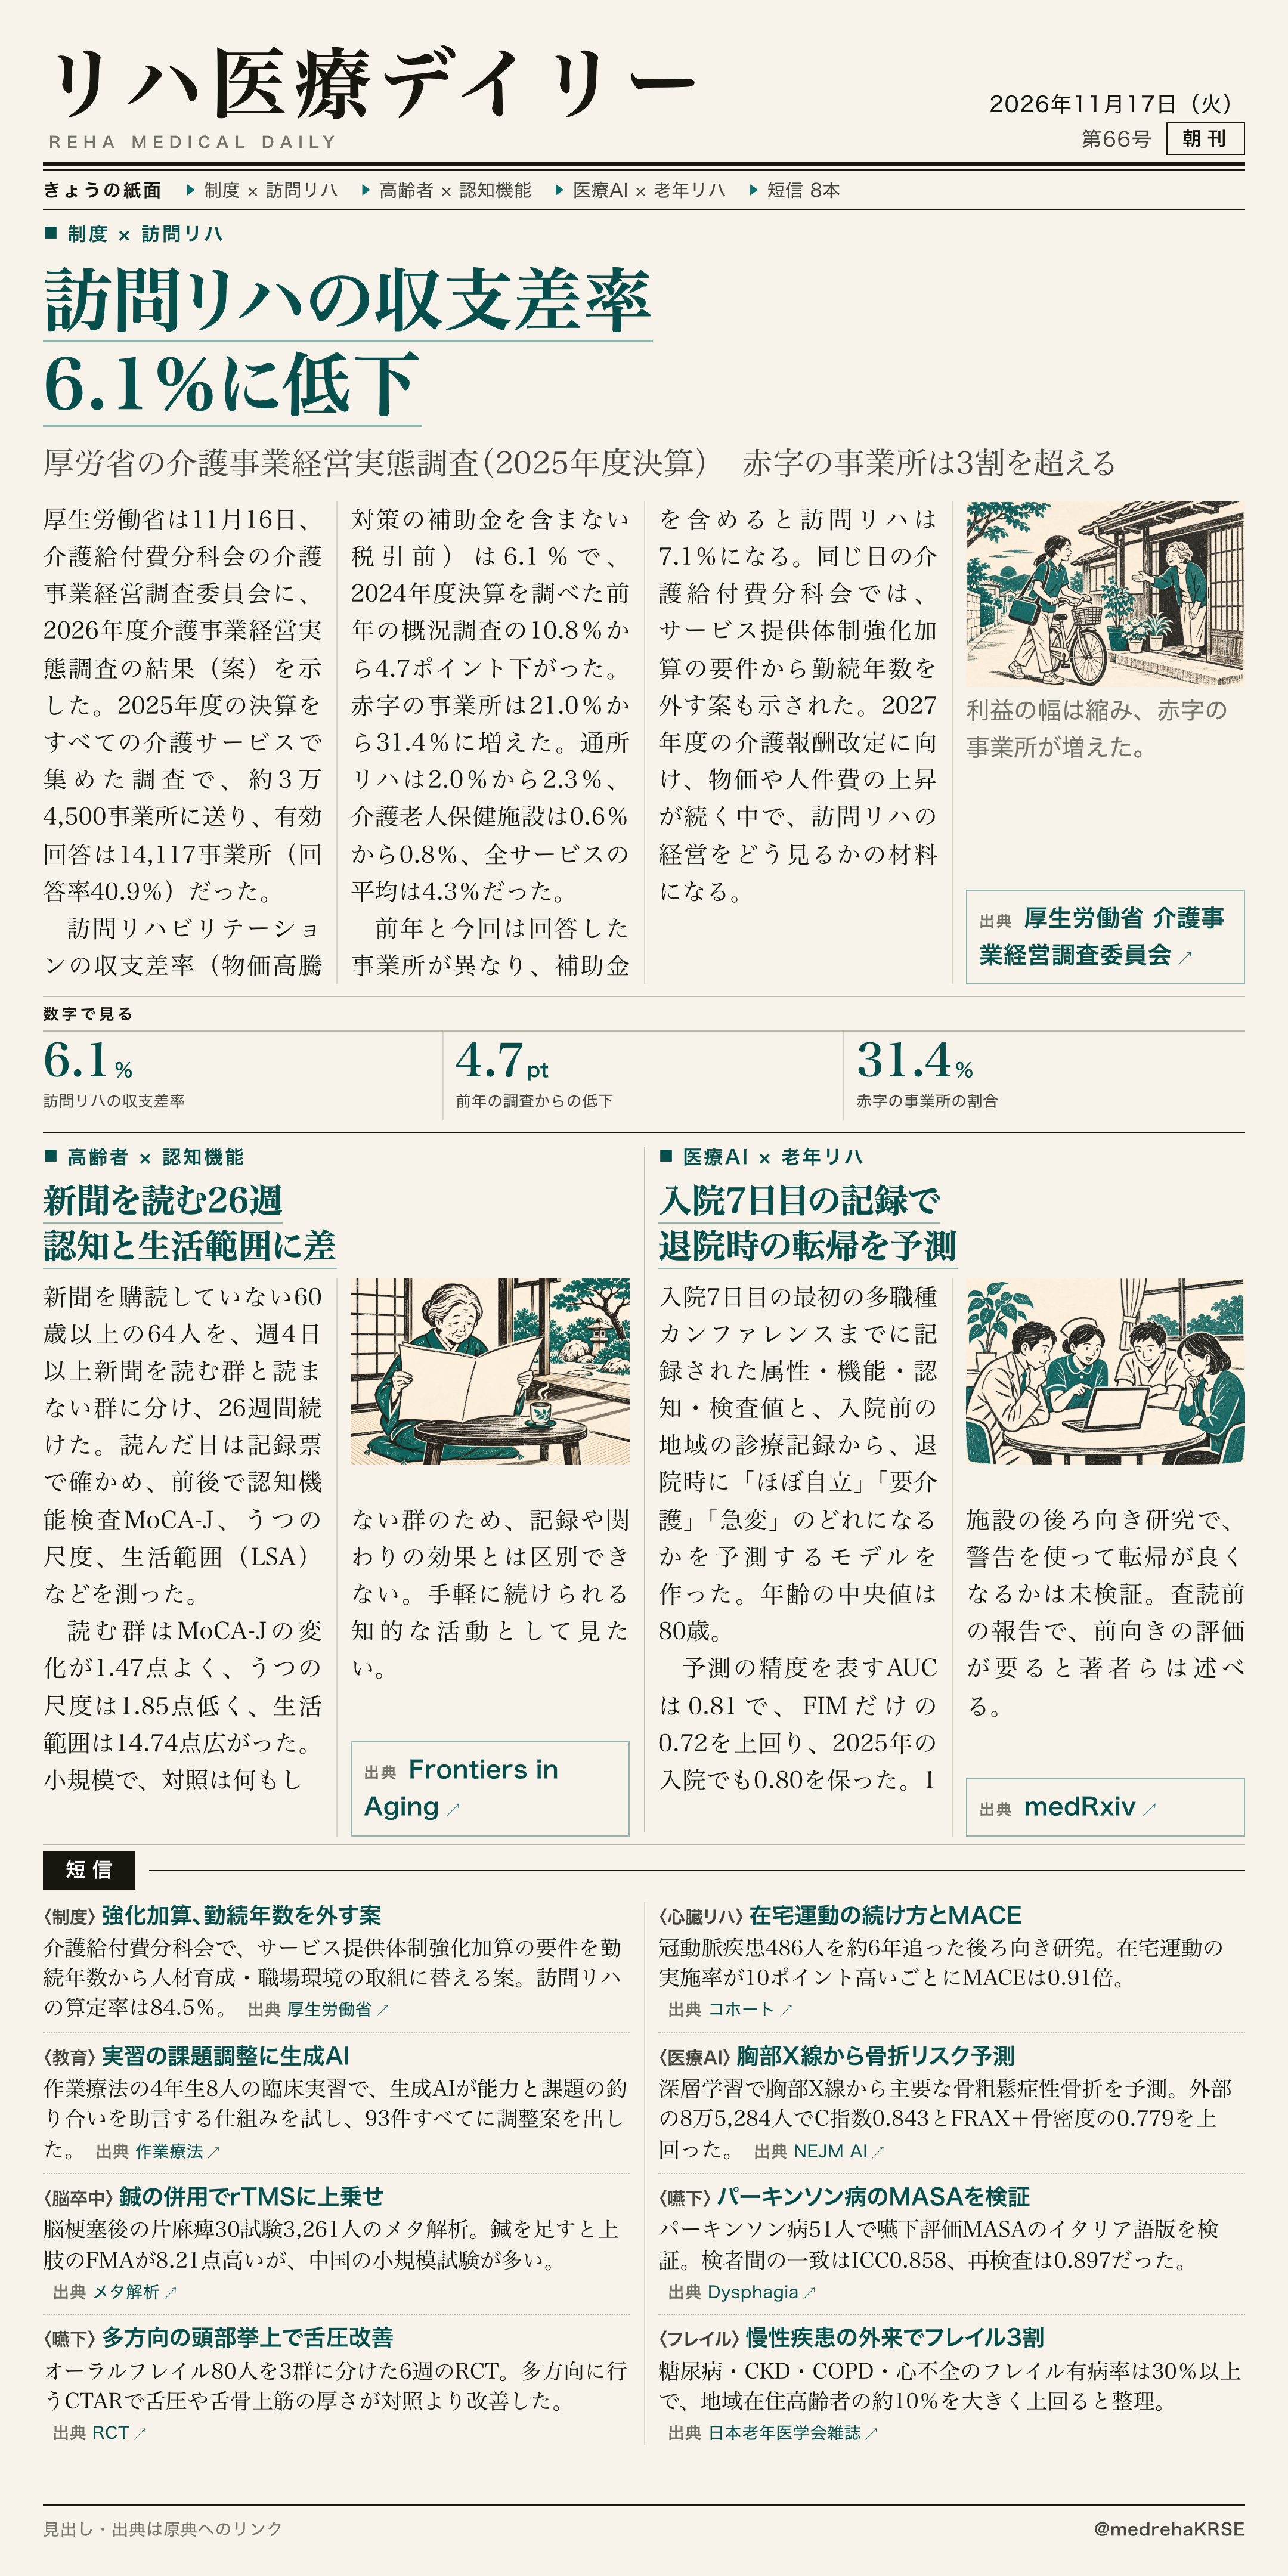 リハ医療デイリー
REHA MEDICAL DAILY
2026年11月17日（火）
第66号 朝刊
きょうの紙面 ▶ 制度 × 訪問リハ ▶ 高齢者 × 認知機能 ▶ 医療AI × 老年リハ ▶ 短信 8本
■ 制度 × 訪問リハ
訪問リハの収支差率
6.1%に低下
厚労省の介護事業経営実態調査（2025年度決算）　赤字の事業所は3割を超える
厚生労働省は11月16日、
介護給付費分科会の介護
事業経営調査委員会に、
2026年度介護事業経営実
態調査の結果（案）を示
した。2025年度の決算を
すべての介護サービスで
集めた調査で、約3万
4,500事業所に送り、有効
回答は14,117事業所（回
答率40.9%）だった。
　訪問リハビリテーショ
ンの収支差率（物価高騰
対策の補助金を含まない
税引前）は6.1%で、
2024年度決算を調べた前
年の概況調査の10.8%か
ら4.7ポイント下がった。
赤字の事業所は21.0%か
ら31.4%に増えた。通所
リハは2.0%から2.3%、
介護老人保健施設は0.6%
から0.8%、全サービスの
平均は4.3%だった。
　前年と今回は回答した
事業所が異なり、補助金
を含めると訪問リハは
7.1%になる。同じ日の介
護給付費分科会では、
サービス提供体制強化加
算の要件から勤続年数を
外す案も示された。2027
年度の介護報酬改定に向
け、物価や人件費の上昇
が続く中で、訪問リハの
経営をどう見るかの材料
になる。
利益の幅は縮み、赤字の
事業所が増えた。
出典 厚生労働省 介護事
業経営調査委員会 ↗
数字で見る
6.1%
訪問リハの収支差率
4.7pt
前年の調査からの低下
31.4%
赤字の事業所の割合
■ 高齢者 × 認知機能
新聞を読む26週
認知と生活範囲に差
新聞を購読していない60
歳以上の64人を、週4日
以上新聞を読む群と読ま
ない群に分け、26週間続
けた。読んだ日は記録票
で確かめ、前後で認知機
能検査MoCA-J、うつの
尺度、生活範囲（LSA）
などを測った。
　読む群はMoCA-Jの変
化が1.47点よく、うつの
尺度は1.85点低く、生活
範囲は14.74点広がった。
小規模で、対照は何もし
ない群のため、記録や関
わりの効果とは区別でき
ない。手軽に続けられる
知的な活動として見た
い。
出典 Frontiers in
Aging ↗
■ 医療AI × 老年リハ
入院7日目の記録で
退院時の転帰を予測
入院7日目の最初の多職種
カンファレンスまでに記
録された属性・機能・認
知・検査値と、入院前の
地域の診療記録から、退
院時に「ほぼ自立」「要介
護」「急変」のどれになる
かを予測するモデルを
作った。年齢の中央値は
80歳。
　予測の精度を表すAUC
は0.81で、FIMだけの
0.72を上回り、2025年の
入院でも0.80を保った。1
施設の後ろ向き研究で、
警告を使って転帰が良く
なるかは未検証。査読前
の報告で、前向きの評価
が要ると著者らは述べ
る。
出典 medRxiv ↗
短信
〈制度〉強化加算、勤続年数を外す案
介護給付費分科会で、サービス提供体制強化加算の要件を勤
続年数から人材育成・職場環境の取組に替える案。訪問リハ
の算定率は84.5%。 出典 厚生労働省 ↗
〈教育〉実習の課題調整に生成AI
作業療法の4年生8人の臨床実習で、生成AIが能力と課題の釣
り合いを助言する仕組みを試し、93件すべてに調整案を出し
た。 出典 作業療法 ↗
〈脳卒中〉鍼の併用でrTMSに上乗せ
脳梗塞後の片麻痺30試験3,261人のメタ解析。鍼を足すと上
肢のFMAが8.21点高いが、中国の小規模試験が多い。
出典 メタ解析 ↗
〈嚥下〉多方向の頭部挙上で舌圧改善
オーラルフレイル80人を3群に分けた6週のRCT。多方向に行
うCTARで舌圧や舌骨上筋の厚さが対照より改善した。
出典 RCT ↗
〈心臓リハ〉在宅運動の続け方とMACE
冠動脈疾患486人を約6年追った後ろ向き研究。在宅運動の
実施率が10ポイント高いごとにMACEは0.91倍。
出典 コホート ↗
〈医療AI〉胸部X線から骨折リスク予測
深層学習で胸部X線から主要な骨粗鬆症性骨折を予測。外部
の8万5,284人でC指数0.843とFRAX＋骨密度の0.779を上
回った。 出典 NEJM AI ↗
〈嚥下〉パーキンソン病のMASAを検証
パーキンソン病51人で嚥下評価MASAのイタリア語版を検
証。検者間の一致はICC0.858、再検査は0.897だった。
出典 Dysphagia ↗
〈フレイル〉慢性疾患の外来でフレイル3割
糖尿病・CKD・COPD・心不全のフレイル有病率は30%以上
で、地域在住高齢者の約10%を大きく上回ると整理。
出典 日本老年医学会雑誌 ↗
見出し・出典は原典へのリンク
@medrehaKRSE